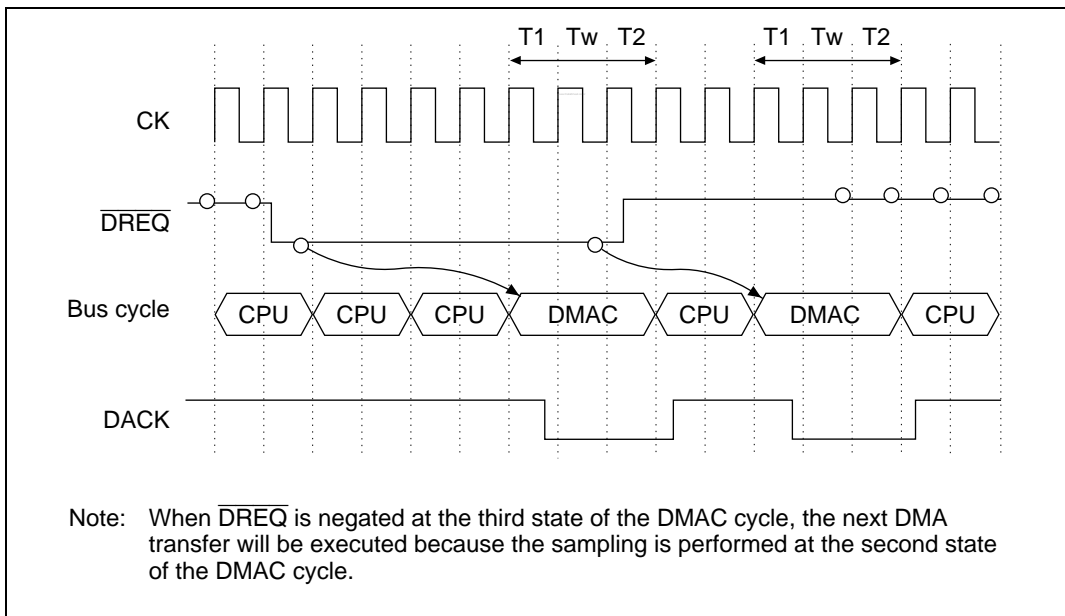 T1 Tw T2 T1 Tw T2
CK
DREQ
Bus cycle CPU CPU CPU DMAC CPU DMAC CPU
DACK
Note: When DREQ is negated at the third state of the DMAC cycle, the next DMA
transfer will be executed because the sampling is performed at the second state
of the DMAC cycle.